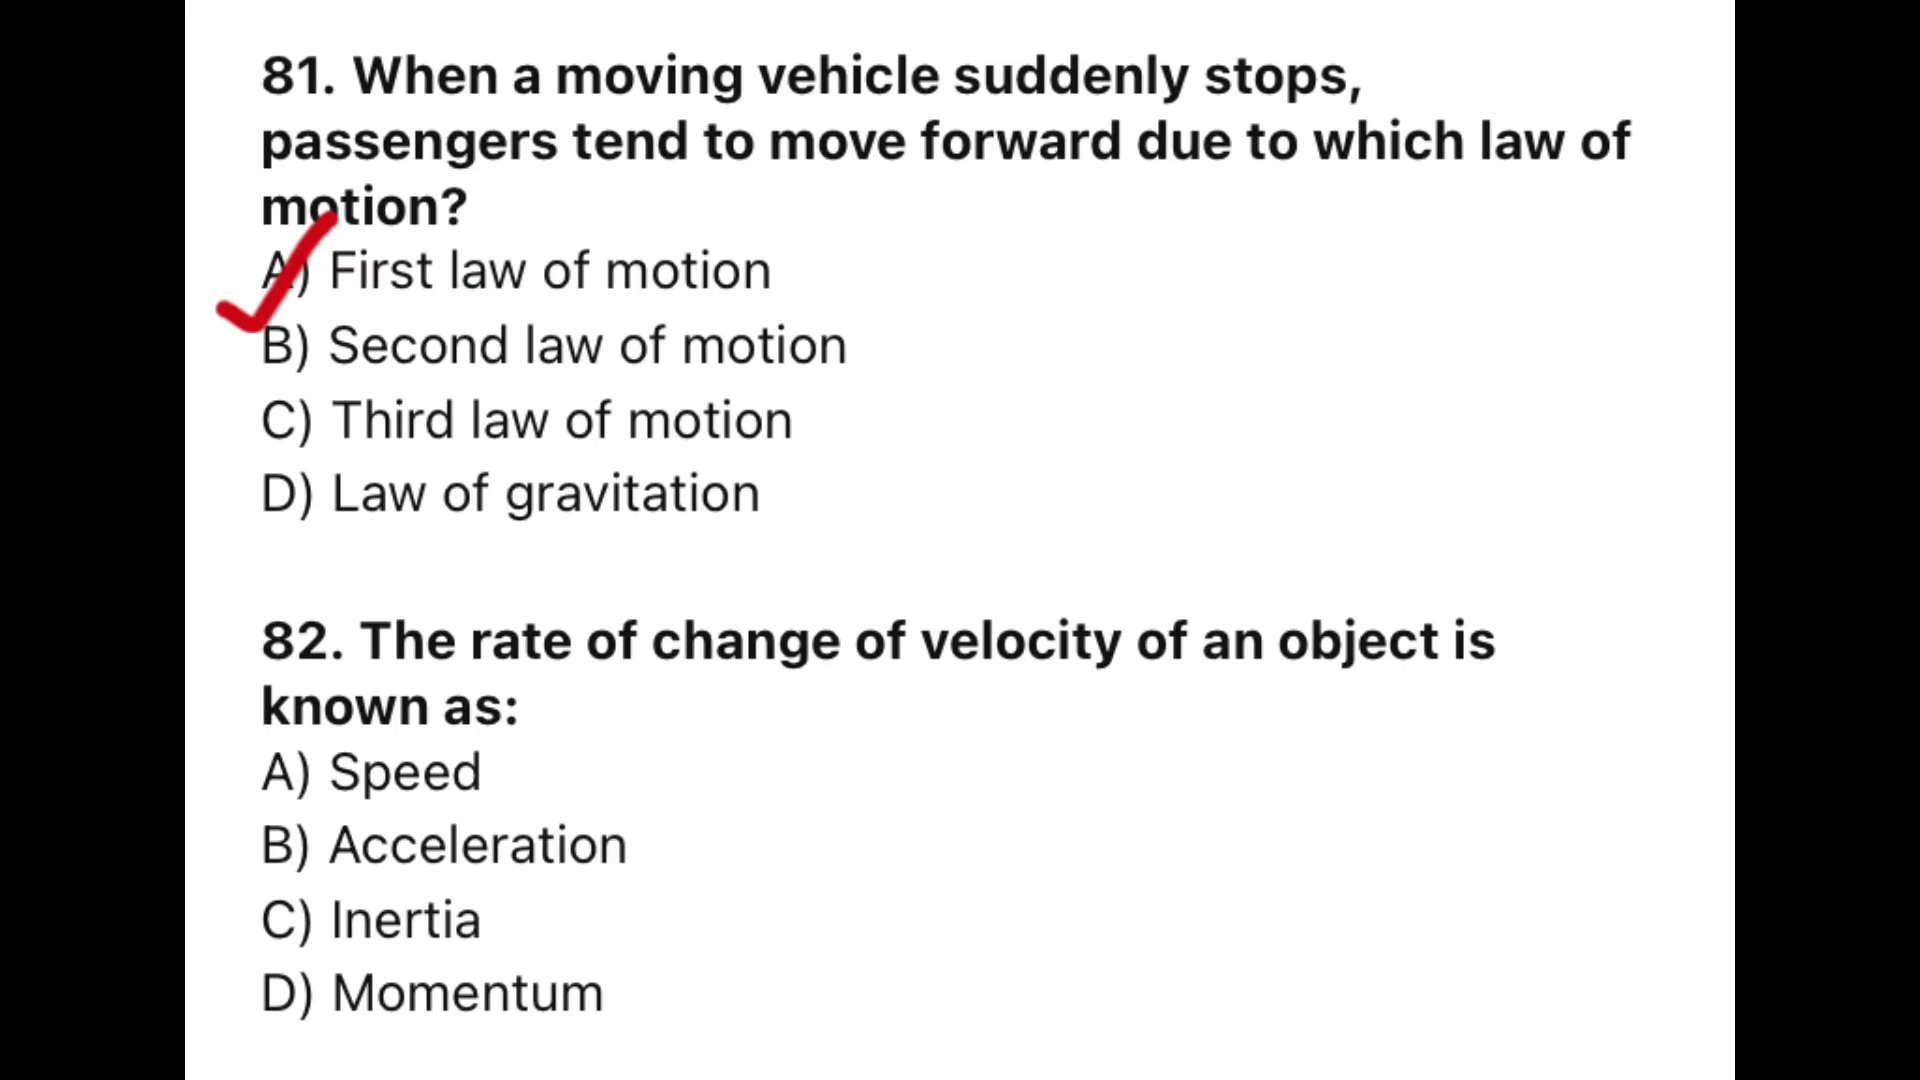 81. When a moving vehicle suddenly stops,
passengers tend to move forward due to which law of
motion?
A) First law of motion
B) Second law of motion
C) Third law of motion
D) Law of gravitation
82. The rate of change of velocity of an object is
known as:
A) Speed
B) Acceleration
C) Inertia
D) Momentum